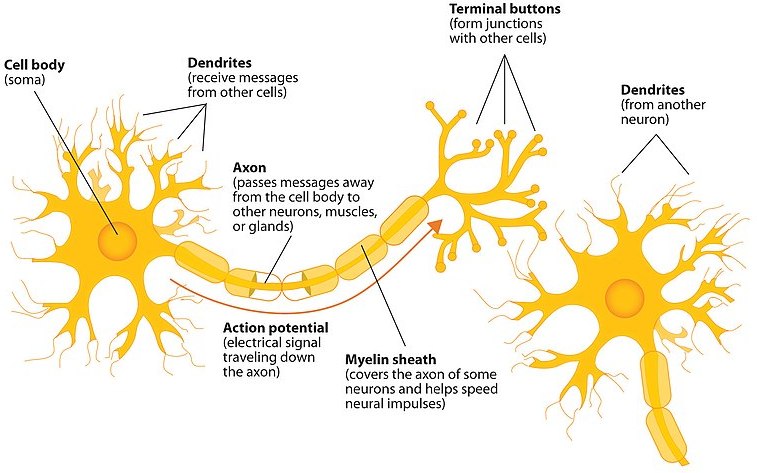 Terminal buttons
(form junctions
with other cells)
Cell body
(soma)
Dendrites
(receive messages
from other cells)
Dendrites
(from another
neuron)
Axon
(passes messages away
from the cell body to
other neurons, muscles,
or glands)
Action potential
(electrical signal
traveling down
the axon)
Myelin sheath
(covers the axon of some
neurons and helps speed
neural impulses)